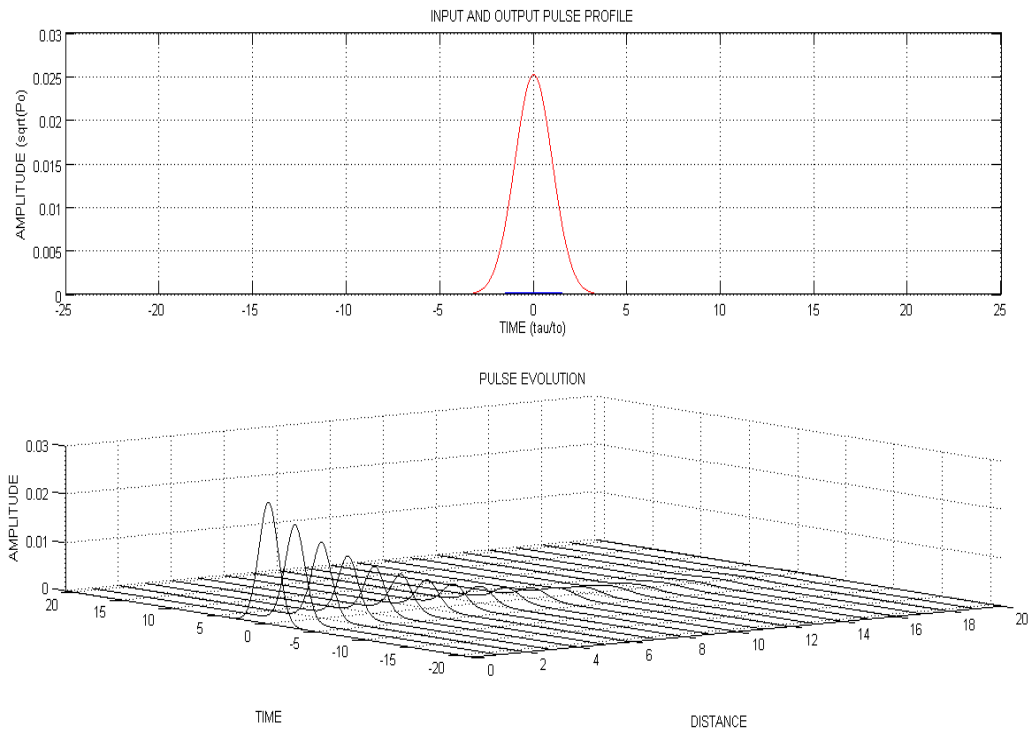 INPUT AND OUTPUT PULSE PROFILE
AMPLITUDE (sqrt(Po)
0.03
0.025
0.02
0.015
0.01
0.005
0
-25 -20 -15 -10 -5 0 5 10 15 20 25
TIME (tau/to)
PULSE EVOLUTION
AMPLITUDE
0.03
0.02
0.01
0
20 15 10 5 0 -5 -10 -15 -20
0 2 4 6 8 10 12 14 16 18 20
TIME
DISTANCE